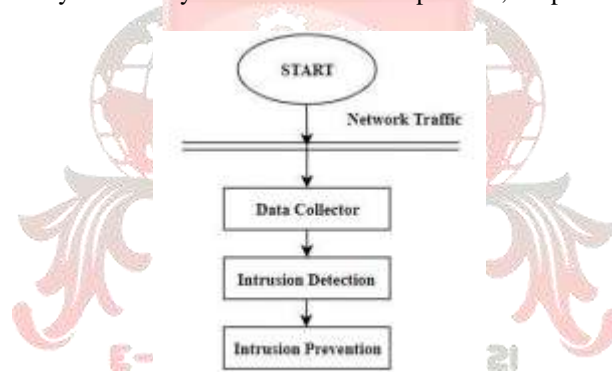 START
Network Traffic
Data Collector
Intrusion Detection
Intrusion Prevention